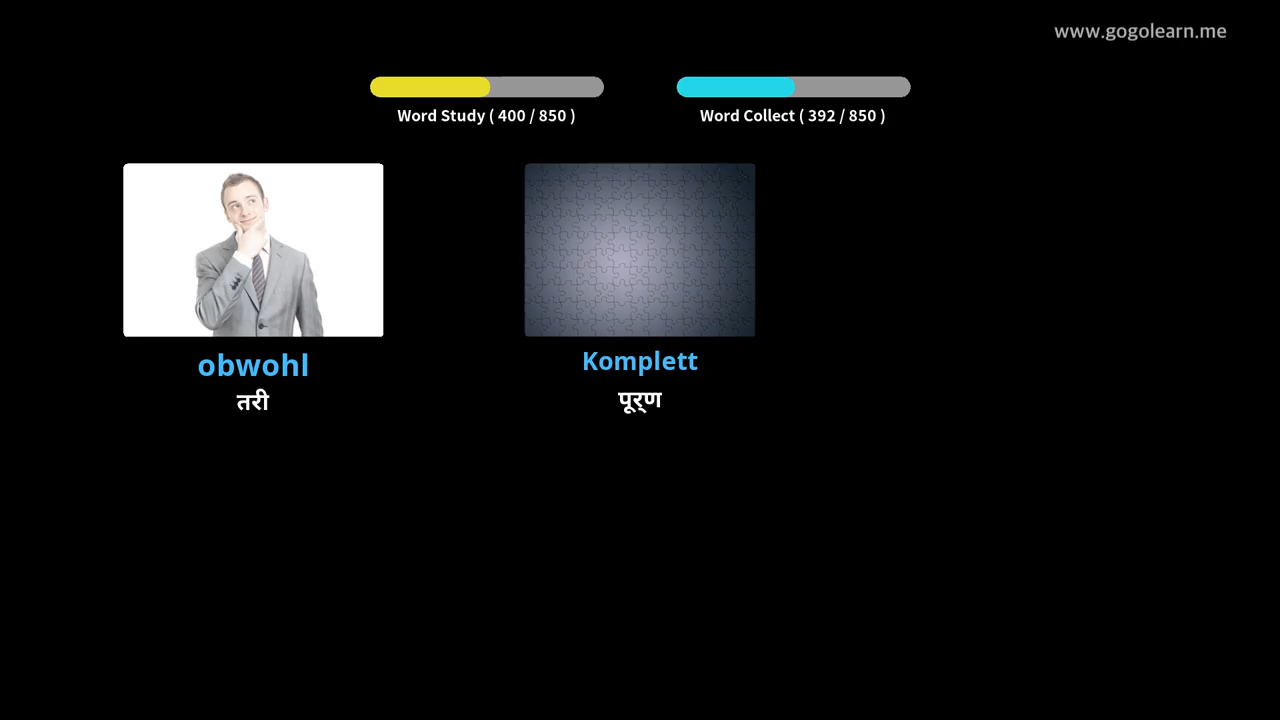 www.gogolearn.me
Word Study ( 400 / 850 )
Word Collect ( 392 / 850 )
obwohl
तरी
Komplett
पूर्ण